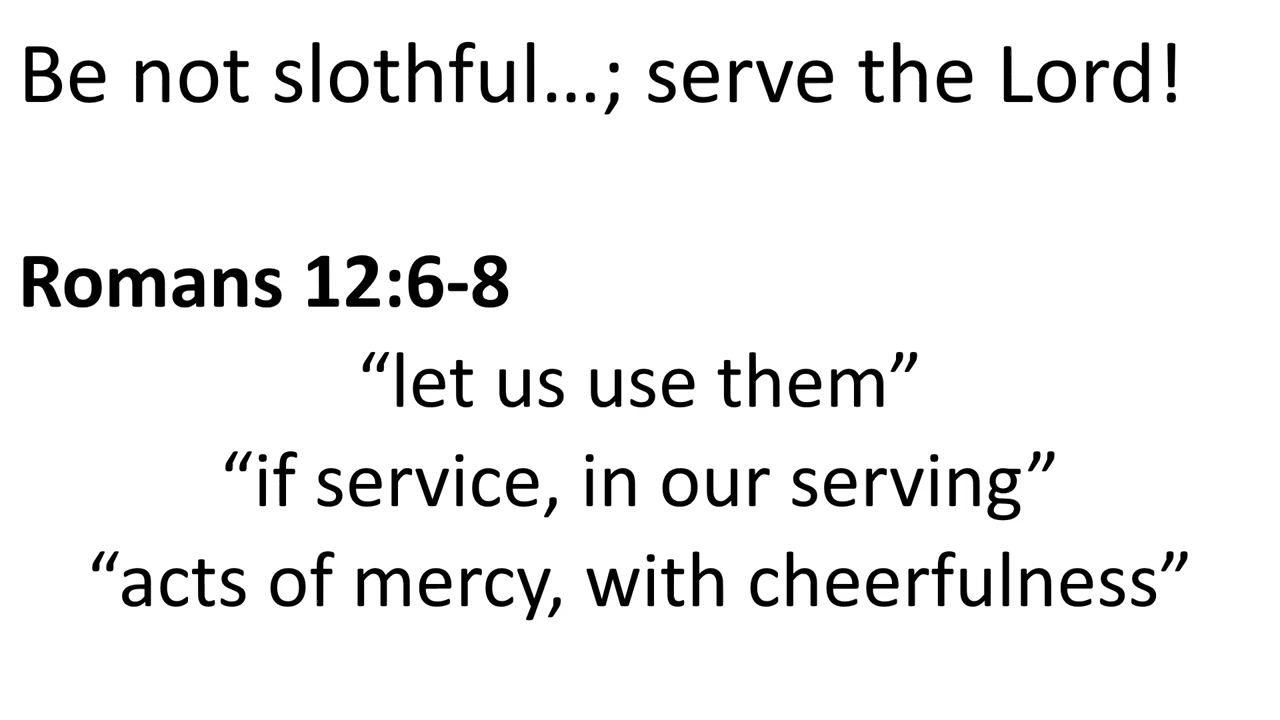 Be not slothful…; serve the Lord!
Romans 12:6-8
“let us use them”
“if service, in our serving”
“acts of mercy, with cheerfulness”